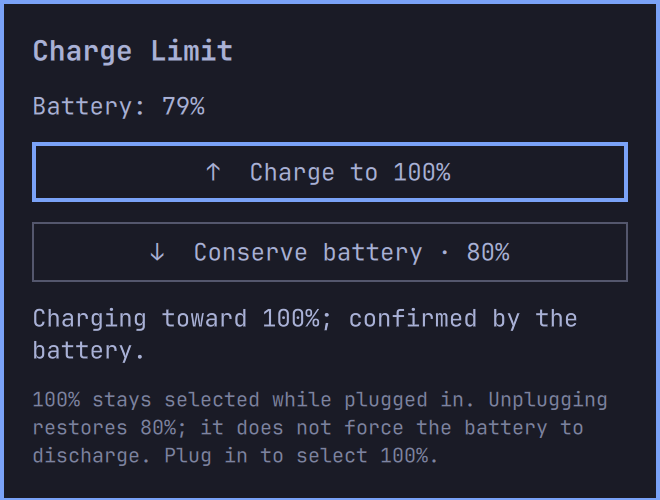 Charge Limit
Battery: 79%
↑ Charge to 100%
↓ Conserve battery · 80%
Charging toward 100%; confirmed by the
battery.
100% stays selected while plugged in. Unplugging
restores 80%; it does not force the battery to
discharge. Plug in to select 100%.